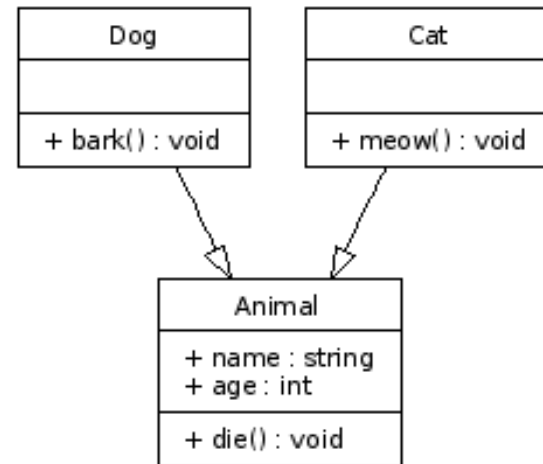 Dog
+ bark() : void
Cat
+ meow() : void
Animal
+ name : string
+ age : int
+ die() : void